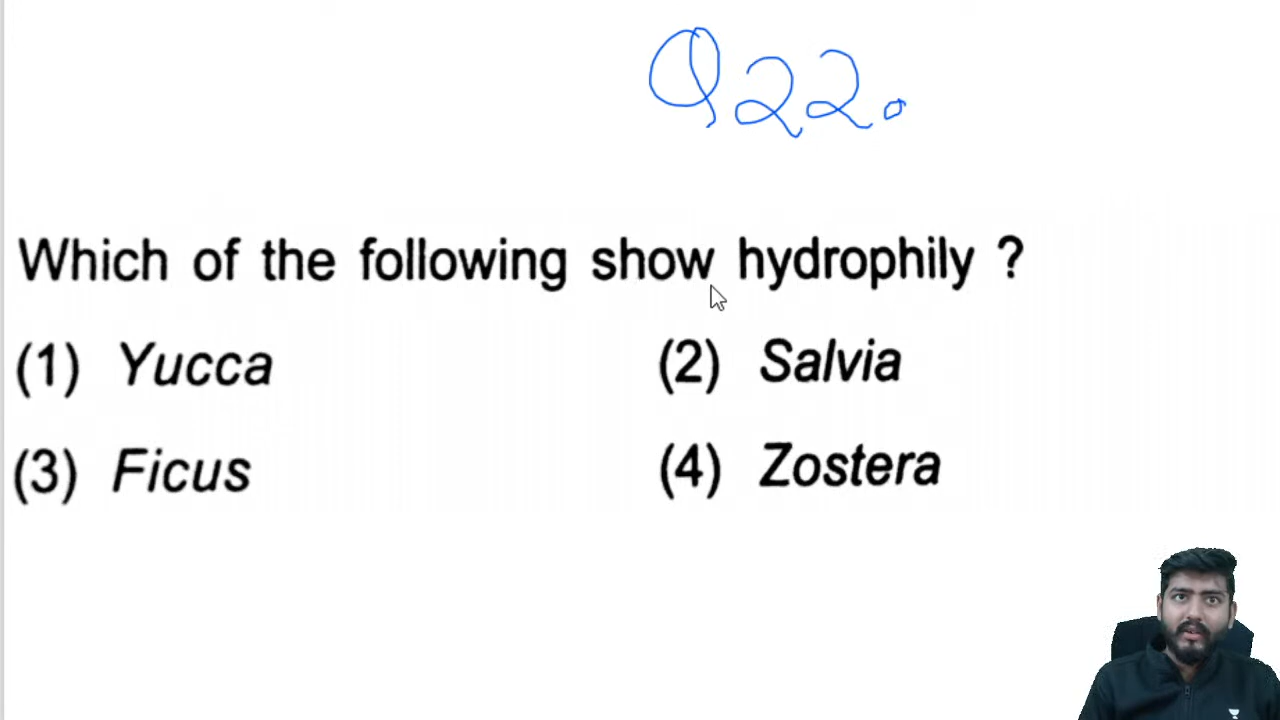 Q22.
Which of the following show hydrophily ?
(1) Yucca (2) Salvia
(3) Ficus (4) Zostera